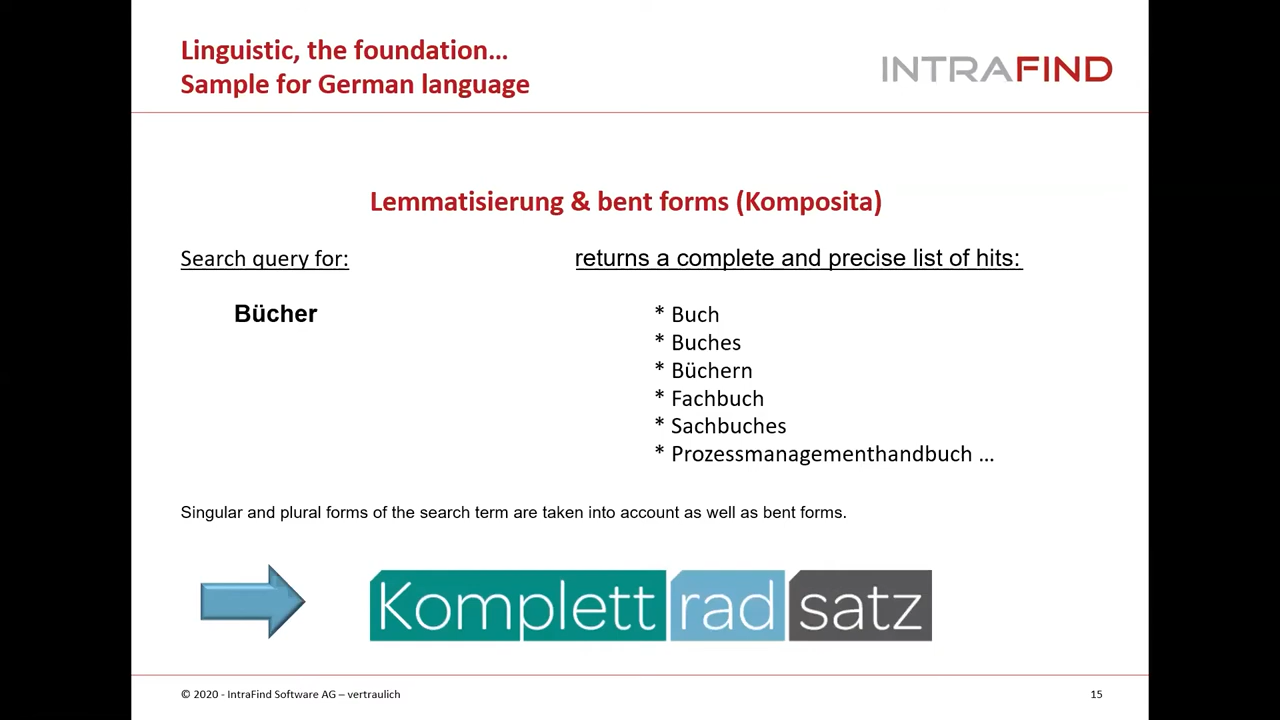 Linguistic, the foundation…
Sample for German language
INTRAFIND
Lemmatisierung & bent forms (Komposita)
Search query for:
returns a complete and precise list of hits:
Bücher
* Buch
* Buches
* Büchern
* Fachbuch
* Sachbuches
* Prozessmanagementhandbuch …
Singular and plural forms of the search term are taken into account as well as bent forms.
Komplett rad satz
© 2020 - IntraFind Software AG – vertraulich
15